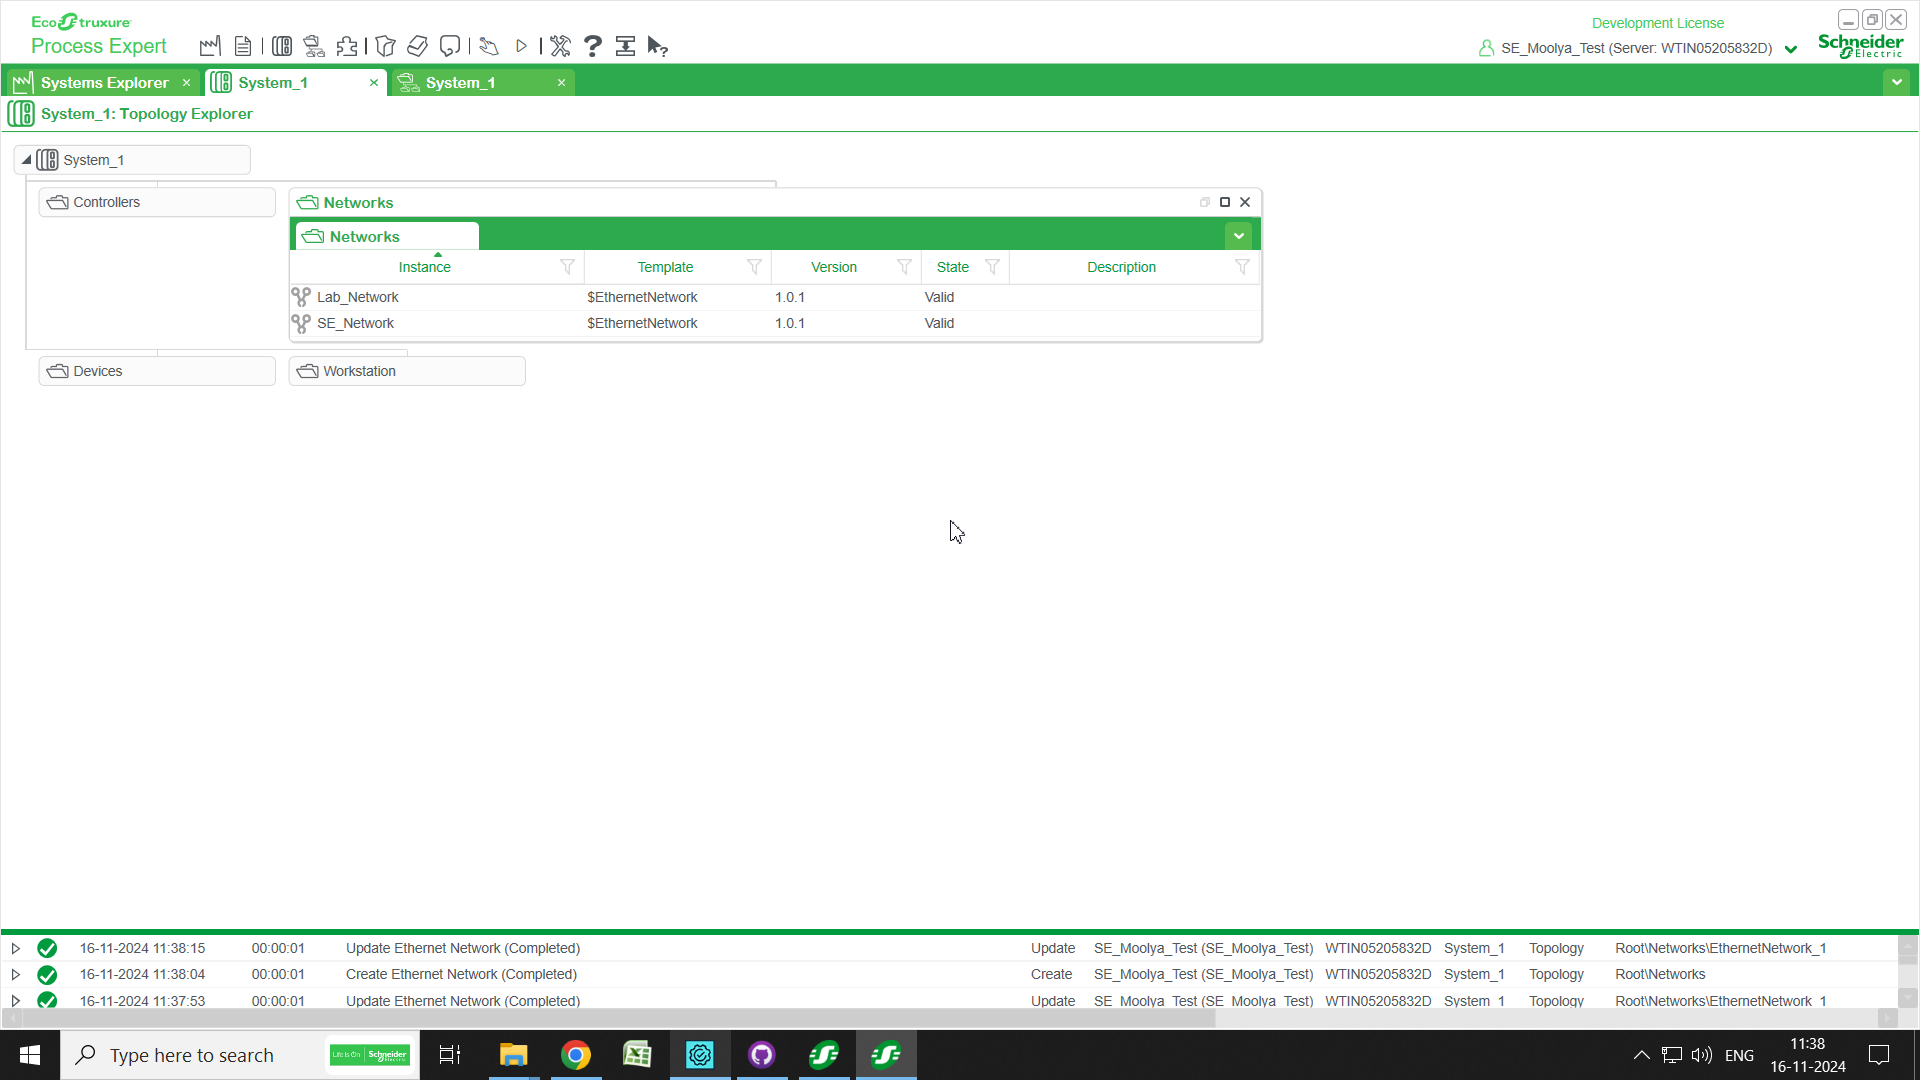 EcoStruxure
Process Expert
Development License
SE_Moolya_Test (Server: WTIN05205832D)
Schneider
Electric
Systems Explorer
System_1
System_1
System_1: Topology Explorer
System_1
Controllers
Networks
Networks
Instance Template Version State Description
Lab_Network $EthernetNetwork 1.0.1 Valid
SE_Network $EthernetNetwork 1.0.1 Valid
Devices
Workstation
16-11-2024 11:38:15 00:00:01 Update Ethernet Network (Completed) Update SE_Moolya_Test (SE_Moolya_Test) WTIN05205832D System_1 Topology Root\Networks\EthernetNetwork_1
16-11-2024 11:38:04 00:00:01 Create Ethernet Network (Completed) Create SE_Moolya_Test (SE_Moolya_Test) WTIN05205832D System_1 Topology Root\Networks
16-11-2024 11:37:53 00:00:01 Update Ethernet Network (Completed) Update SE_Moolya_Test (SE_Moolya_Test) WTIN05205832D System_1 Topology Root\Networks\EthernetNetwork_1
Type here to search
Life Is On Schneider Electric
ENG
11:38
16-11-2024